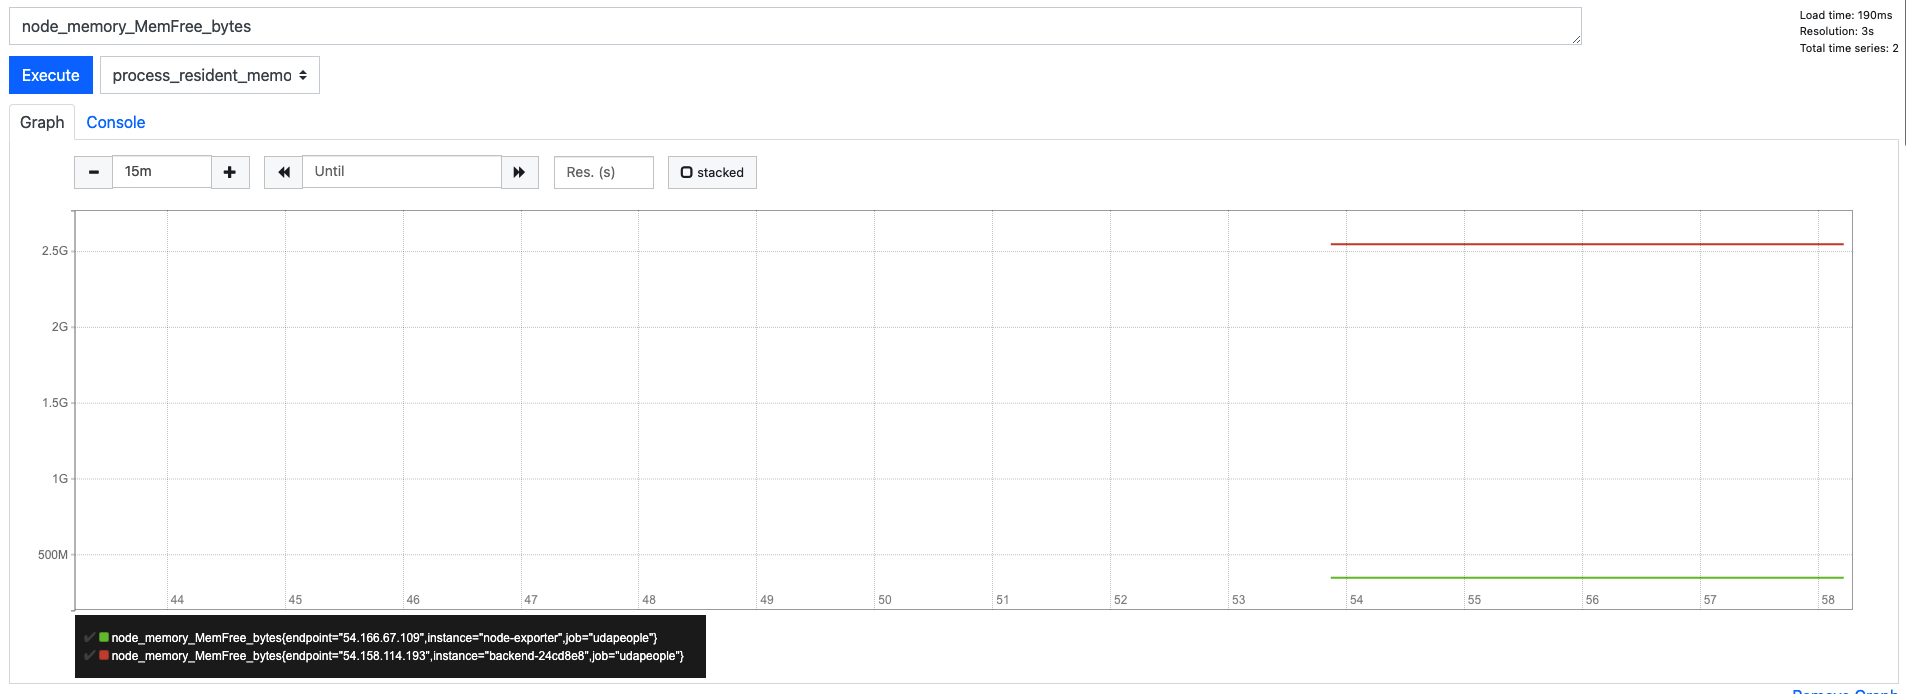 node_memory_MemFree_bytes
Load time: 190ms
Resolution: 3s
Total time series: 2
Execute
process_resident_memo
Graph
Console
15m
Until
Res. (s)
stacked
2.5G
2G
1.5G
1G
500M
44 45 46 47 48 49 50 51 52 53 54 55 56 57 58
node_memory_MemFree_bytes{endpoint="54.166.67.109",instance="node-exporter",job="udapeople"}
node_memory_MemFree_bytes{endpoint="54.158.114.193",instance="backend-24cd8e8",job="udapeople"}
Remove Graph